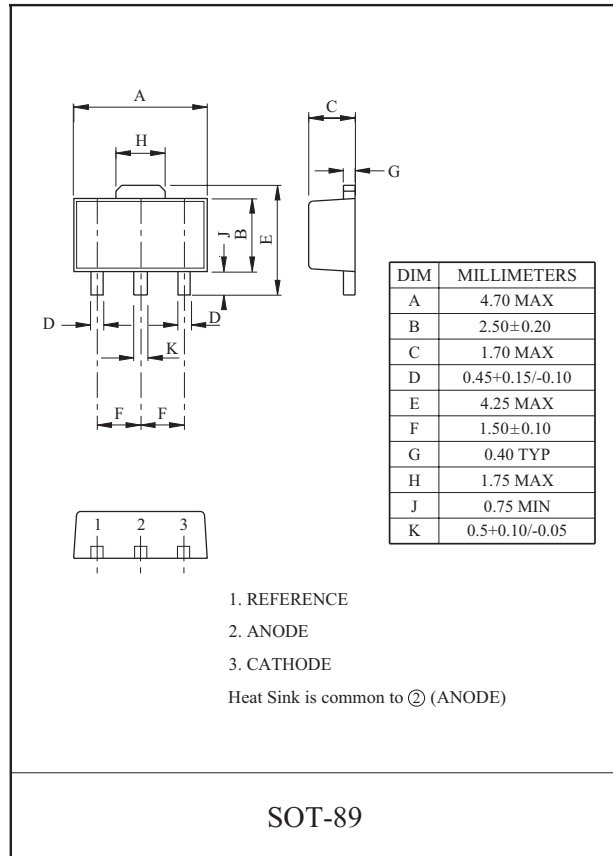 A
H
C
G
J
B
E
D
D
K
F
F
DIM MILLIMETERS
A 4.70 MAX
B 2.50±0.20
C 1.70 MAX
D 0.45+0.15/-0.10
E 4.25 MAX
F 1.50±0.10
G 0.40 TYP
H 1.75 MAX
J 0.75 MIN
K 0.5+0.10/-0.05
1 2 3
1. REFERENCE
2. ANODE
3. CATHODE
Heat Sink is common to ② (ANODE)
SOT-89